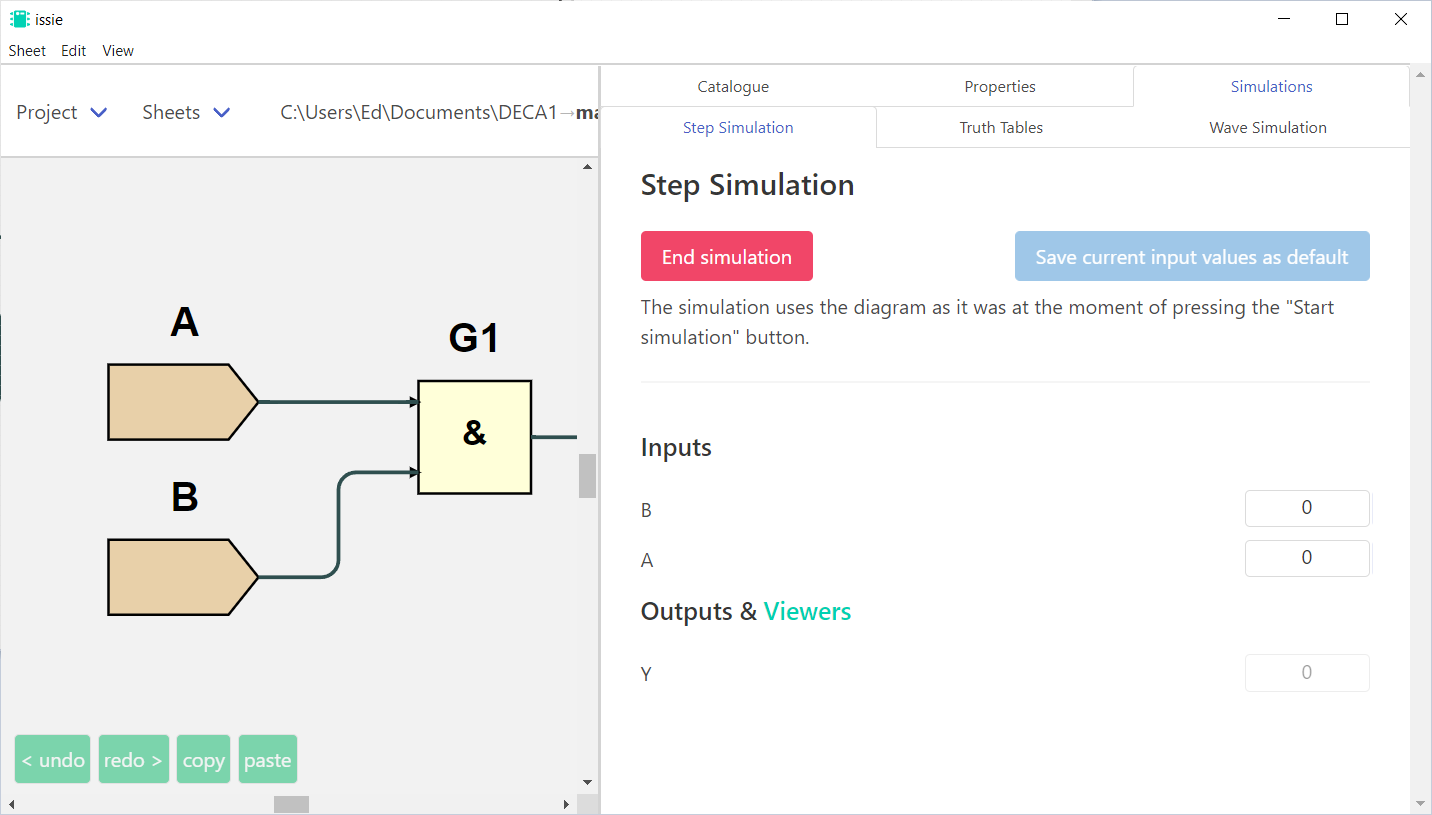 issie
Sheet Edit View
Project Sheets C:\Users\Ed\Documents\DECA1→ma
Catalogue Properties Simulations
Step Simulation Truth Tables Wave Simulation
Step Simulation
End simulation Save current input values as default
The simulation uses the diagram as it was at the moment of pressing the "Start
simulation" button.
A
G1
&
B
Inputs
B 0
A 0
Outputs & Viewers
Y 0
< undo redo > copy paste